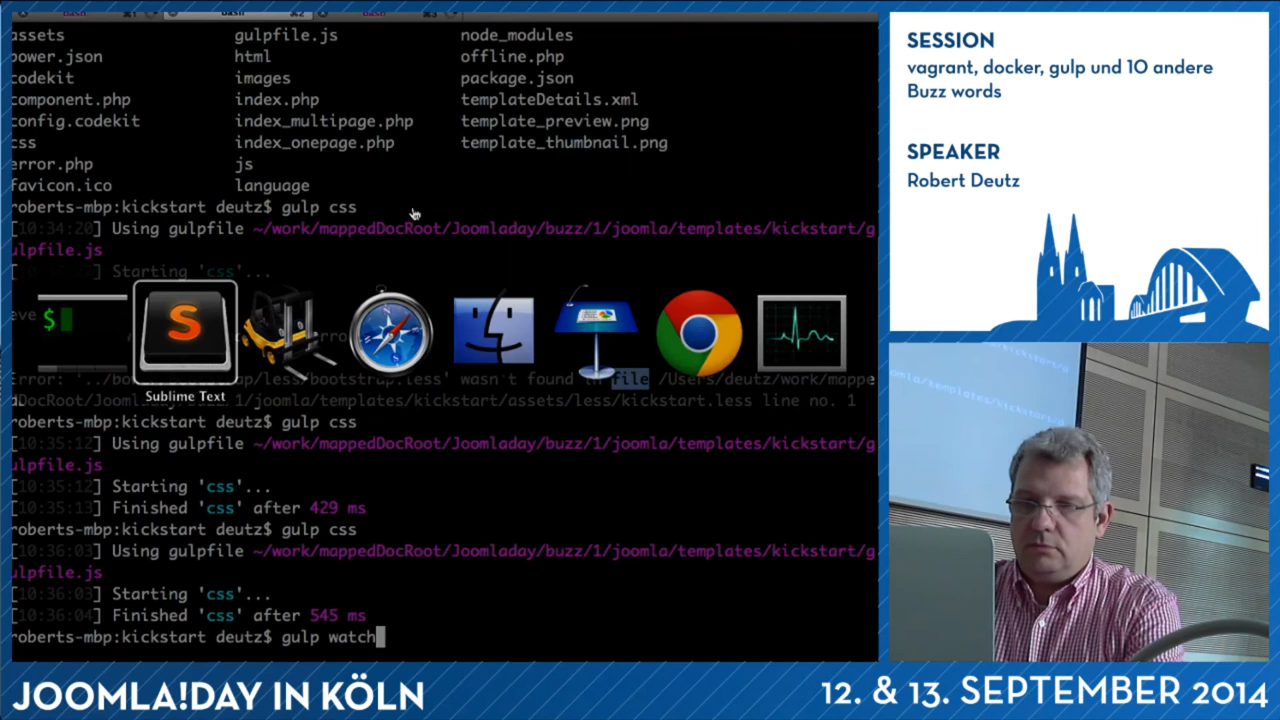 bash ⌘1 bash ⌘2 bash ⌘3
assets gulpfile.js node_modules
power.json html offline.php
codekit images package.json
component.php index.php templateDetails.xml
config.codekit index_multipage.php template_preview.png
css index_onepage.php template_thumbnail.png
error.php js
favicon.ico language
roberts-mbp:kickstart deutz$ gulp css
[10:34:20] Using gulpfile ~/work/mappedDocRoot/Joomladay/buzz/1/joomla/templates/kickstart/g
ulpfile.js
[ Starting 'css'...
eve
$
S
Error: '../bo ap/less/bootstrap.less' wasn't found in file /Users/deutz/work/mappe
dDocRoot/Jo kickstart/assets/less/kickstart.less line no. 1
Sublime Text
roberts-mbp:kickstart deutz$ gulp css
[10:35:12] Using gulpfile ~/work/mappedDocRoot/Joomladay/buzz/1/joomla/templates/kickstart/g
ulpfile.js
[10:35:12] Starting 'css'...
[10:35:13] Finished 'css' after 429 ms
roberts-mbp:kickstart deutz$ gulp css
[10:36:03] Using gulpfile ~/work/mappedDocRoot/Joomladay/buzz/1/joomla/templates/kickstart/g
ulpfile.js
[10:36:03] Starting 'css'...
[10:36:04] Finished 'css' after 545 ms
roberts-mbp:kickstart deutz$ gulp watch
SESSION
vagrant, docker, gulp und 10 andere
Buzz words
SPEAKER
Robert Deutz
JOOMLA!DAY IN KÖLN
12. & 13. SEPTEMBER 2014